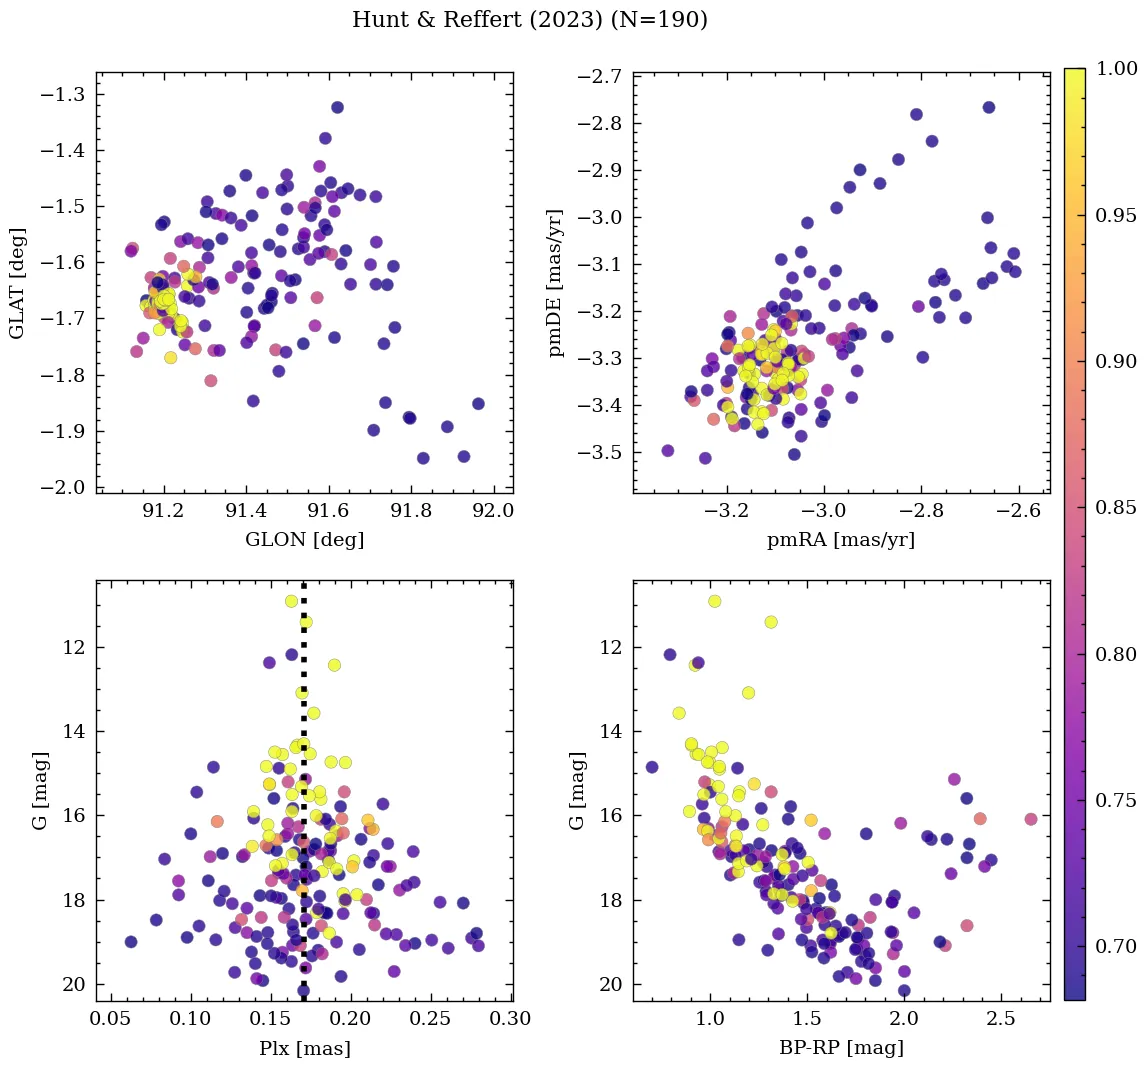 Hunt & Reffert (2023) (N=190)
−1.3
−1.4
−1.5
−1.6
−1.7
−1.8
−1.9
−2.0
GLAT [deg]
91.2 91.4 91.6 91.8 92.0
GLON [deg]
−2.7
−2.8
−2.9
−3.0
−3.1
−3.2
−3.3
−3.4
−3.5
pmDE [mas/yr]
−3.2 −3.0 −2.8 −2.6
pmRA [mas/yr]
12
14
16
18
20
G [mag]
0.05 0.10 0.15 0.20 0.25 0.30
Plx [mas]
12
14
16
18
20
G [mag]
1.0 1.5 2.0 2.5
BP-RP [mag]
1.00
0.95
0.90
0.85
0.80
0.75
0.70